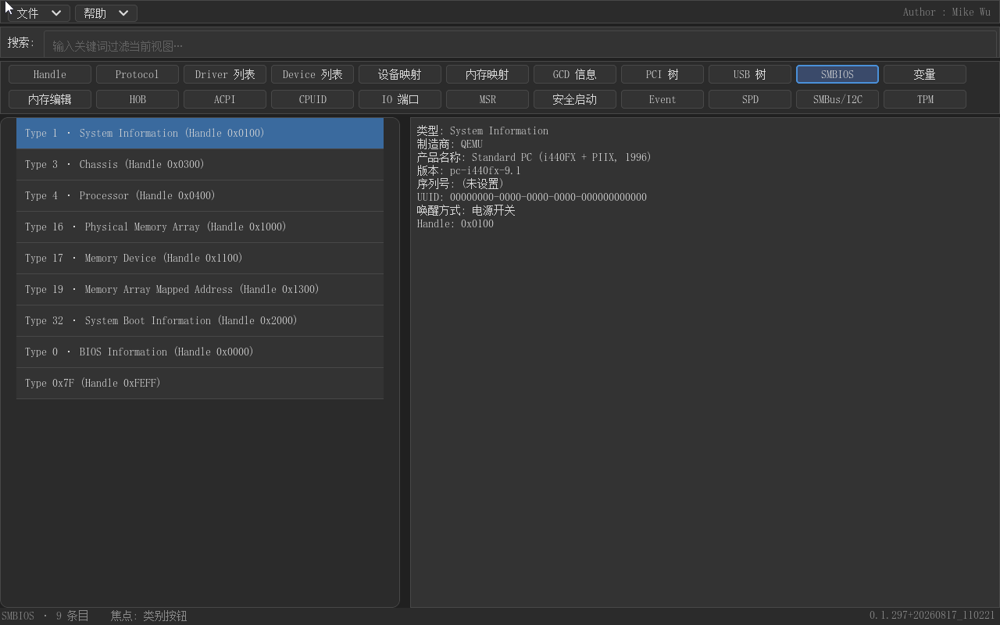 文件 帮助 Author : Mike Wu
搜索: 输入关键词过滤当前视图…
Handle Protocol Driver 列表 Device 列表 设备映射 内存映射 GCD 信息 PCI 树 USB 树 SMBIOS 变量
内存编辑 HOB ACPI CPUID IO 端口 MSR 安全启动 Event SPD SMBus/I2C TPM
Type 1 · System Information (Handle 0x0100)
Type 3 · Chassis (Handle 0x0300)
Type 4 · Processor (Handle 0x0400)
Type 16 · Physical Memory Array (Handle 0x1000)
Type 17 · Memory Device (Handle 0x1100)
Type 19 · Memory Array Mapped Address (Handle 0x1300)
Type 32 · System Boot Information (Handle 0x2000)
Type 0 · BIOS Information (Handle 0x0000)
Type 0x7F (Handle 0xFEFF)
类型: System Information
制造商: QEMU
产品名称: Standard PC (i440FX + PIIX, 1996)
版本: pc-i440fx-9.1
序列号: (未设置)
UUID: 00000000-0000-0000-0000-000000000000
唤醒方式: 电源开关
Handle: 0x0100
SMBIOS · 9 条目 焦点: 类别按钮 0.1.297+20260817_110221